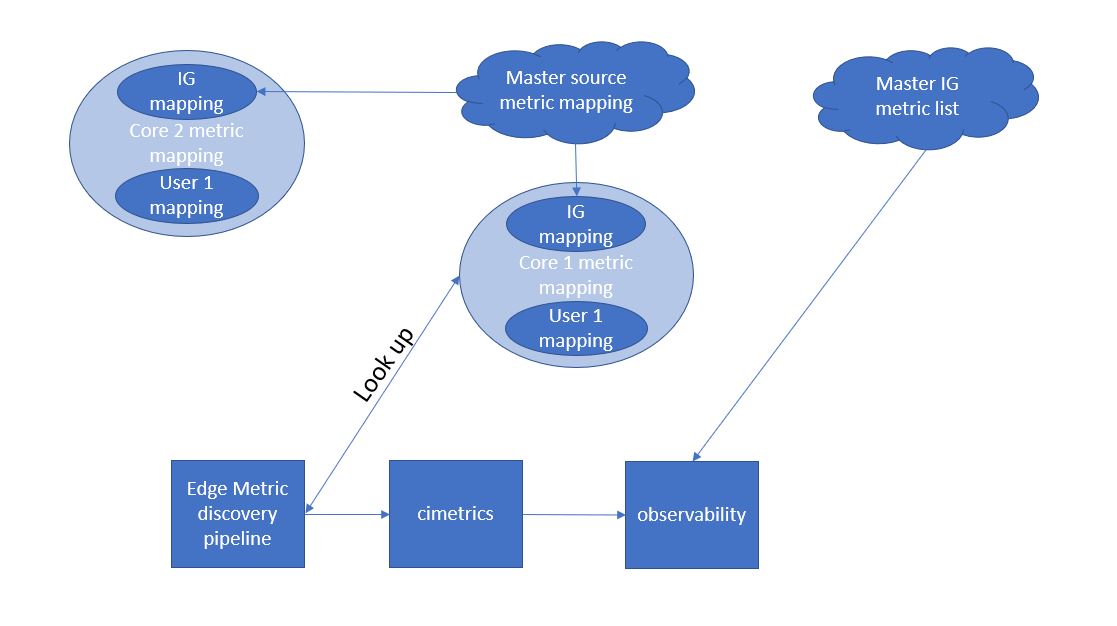 IG
mapping
Core 2 metric
mapping
User 1
mapping
Master source
metric mapping
Master IG
metric list
IG
mapping
Core 1 metric
mapping
User 1
mapping
Look up
Edge Metric
discovery
pipeline
cimetrics
observability